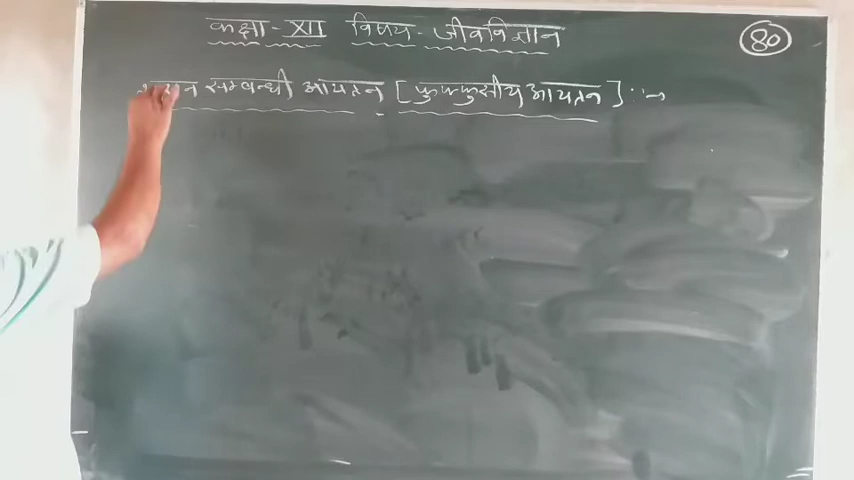 कक्षा - XII विषय - जीवविज्ञान
80
सम्बन्धी आयतन [फुफ्फुसीय आयतन] :→